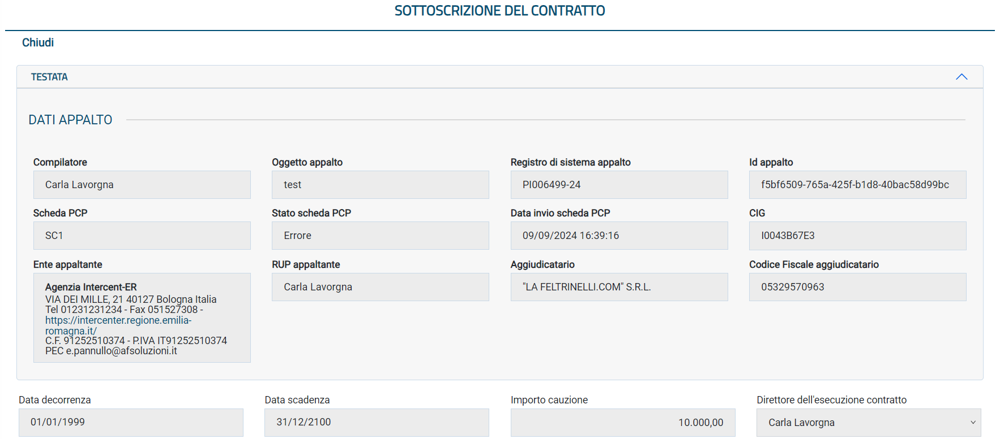 SOTTOSCRIZIONE DEL CONTRATTO
Chiudi
TESTATA
DATI APPALTO
Compilatore
Carla Lavorgna
Oggetto appalto
test
Registro di sistema appalto
PI006499-24
Id appalto
f5bf6509-765a-425f-b1d8-40bac58d99bc
Scheda PCP
SC1
Stato scheda PCP
Errore
Data invio scheda PCP
09/09/2024 16:39:16
CIG
I0043B67E3
Ente appaltante
Agenzia Intercent-ER
VIA DEI MILLE, 21 40127 Bologna Italia
Tel 01231231234 - Fax 051527308 -
https://intercenter.regione.emilia-
romagna.it/
C.F. 91252510374 - P.IVA IT91252510374
PEC e.pannullo@afsoluzioni.it
RUP appaltante
Carla Lavorgna
Aggiudicatario
"LA FELTRINELLI.COM" S.R.L.
Codice Fiscale aggiudicatario
05329570963
Data decorrenza
01/01/1999
Data scadenza
31/12/2100
Importo cauzione
10.000,00
Direttore dell'esecuzione contratto
Carla Lavorgna